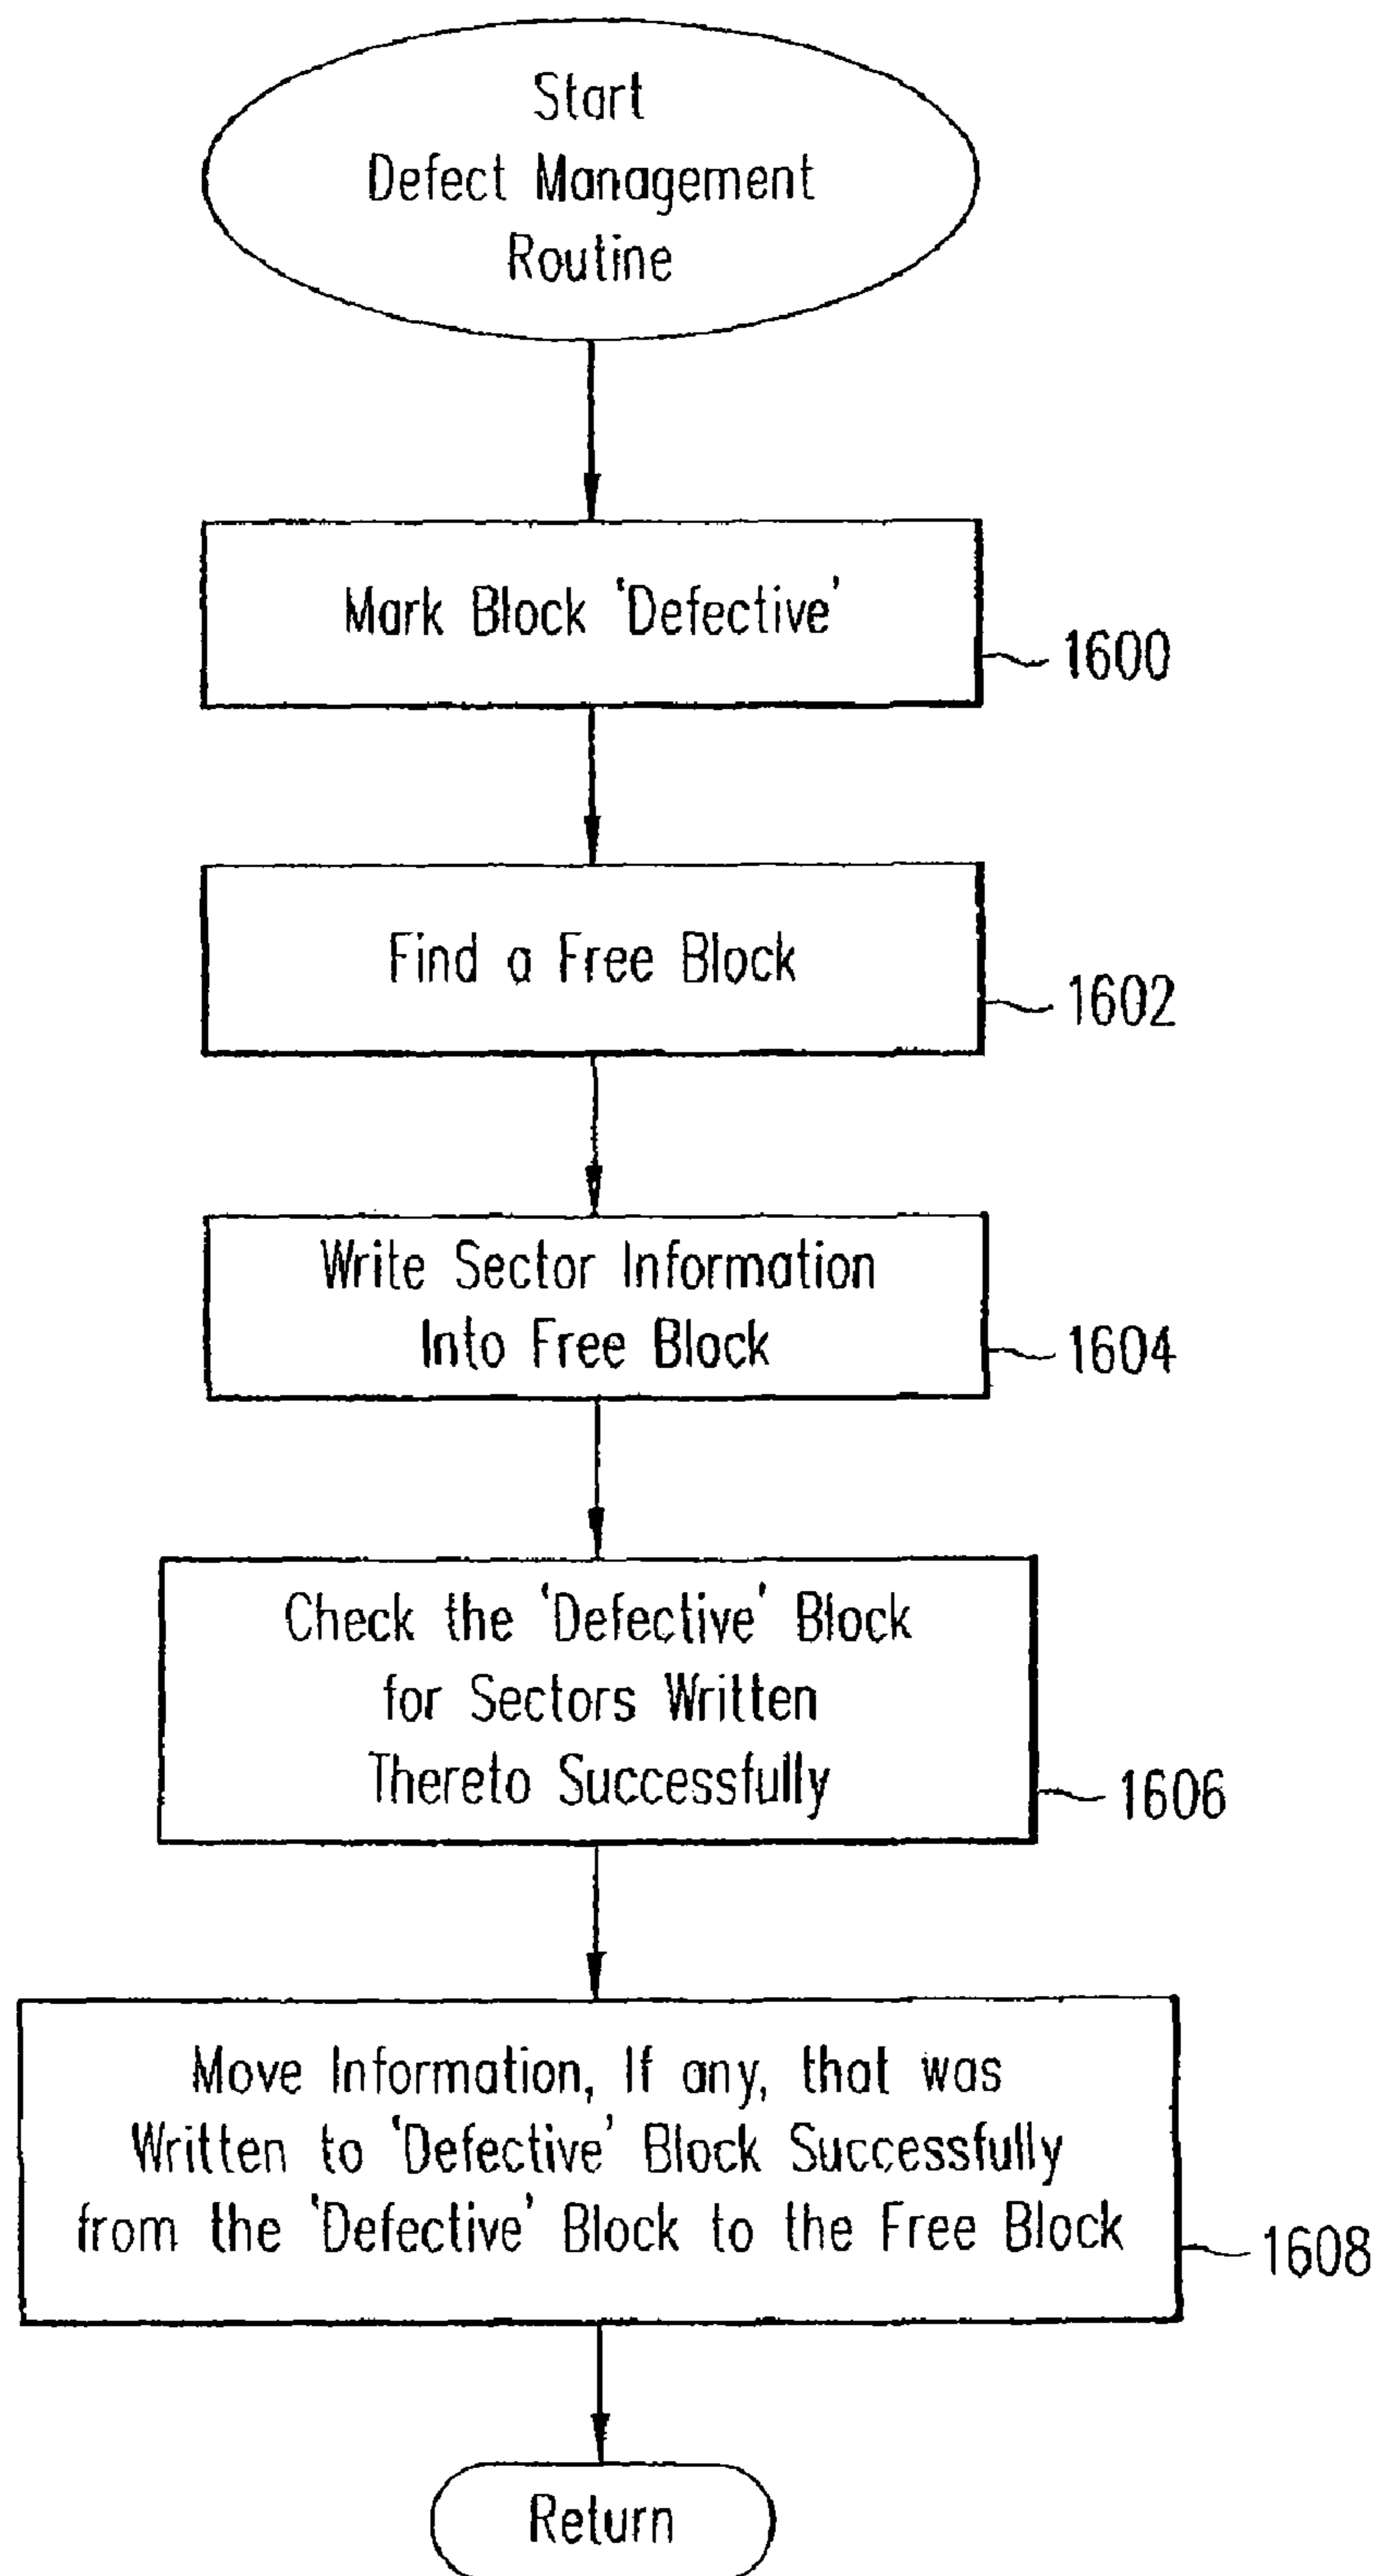 Start
Defect Management
Routine
Mark Block 'Defective'
1600
Find a Free Block
1602
Write Sector Information
Into Free Block
1604
Check the 'Defective' Block
for Sectors Written
Thereto Successfully
1606
Move Information, If any, that was
Written to 'Defective' Block Successfully
from the 'Defective' Block to the Free Block
1608
Return